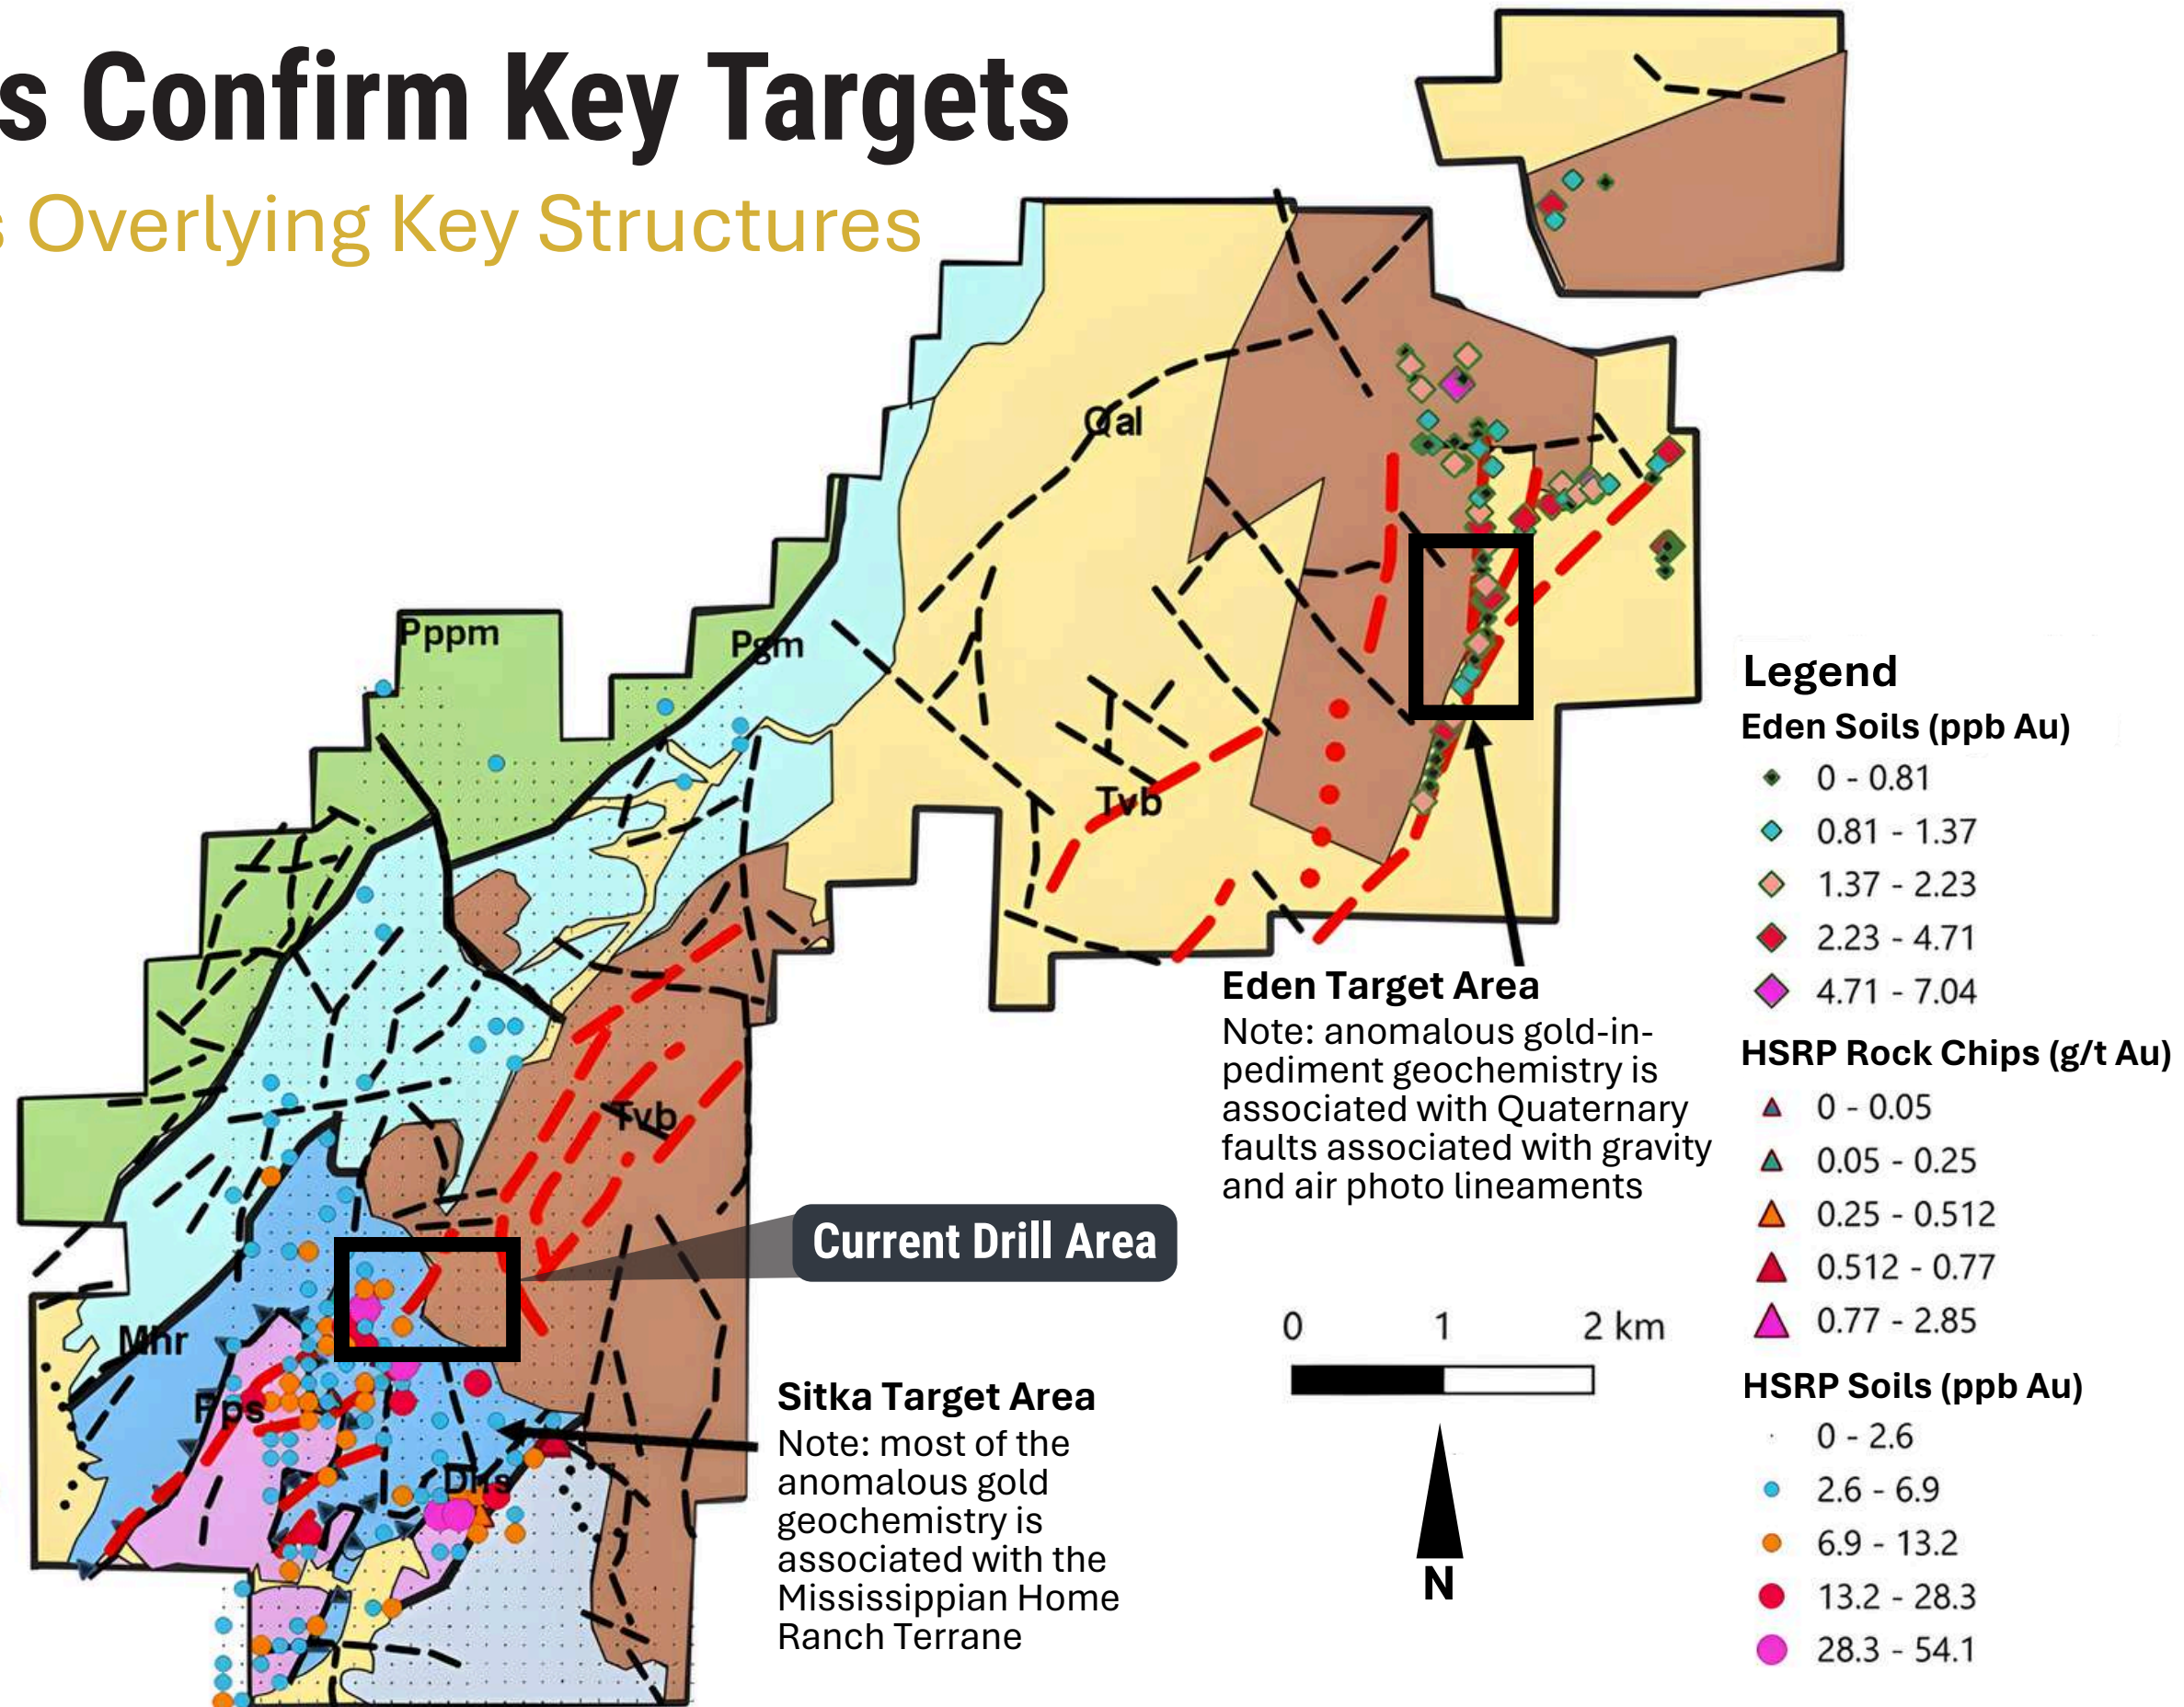 s Confirm Key Targets
s Overlying Key Structures
Qal
Pppm
Pgm
Tvb
Tvb
Mhr
Pps
Dhs
Current Drill Area
Eden Target Area
Note: anomalous gold-in-
pediment geochemistry is
associated with Quaternary
faults associated with gravity
and air photo lineaments
Sitka Target Area
Note: most of the
anomalous gold
geochemistry is
associated with the
Mississippian Home
Ranch Terrane
0 1 2 km
N
Legend
Eden Soils (ppb Au)
0 - 0.81
0.81 - 1.37
1.37 - 2.23
2.23 - 4.71
4.71 - 7.04
HSRP Rock Chips (g/t Au)
0 - 0.05
0.05 - 0.25
0.25 - 0.512
0.512 - 0.77
0.77 - 2.85
HSRP Soils (ppb Au)
0 - 2.6
2.6 - 6.9
6.9 - 13.2
13.2 - 28.3
28.3 - 54.1